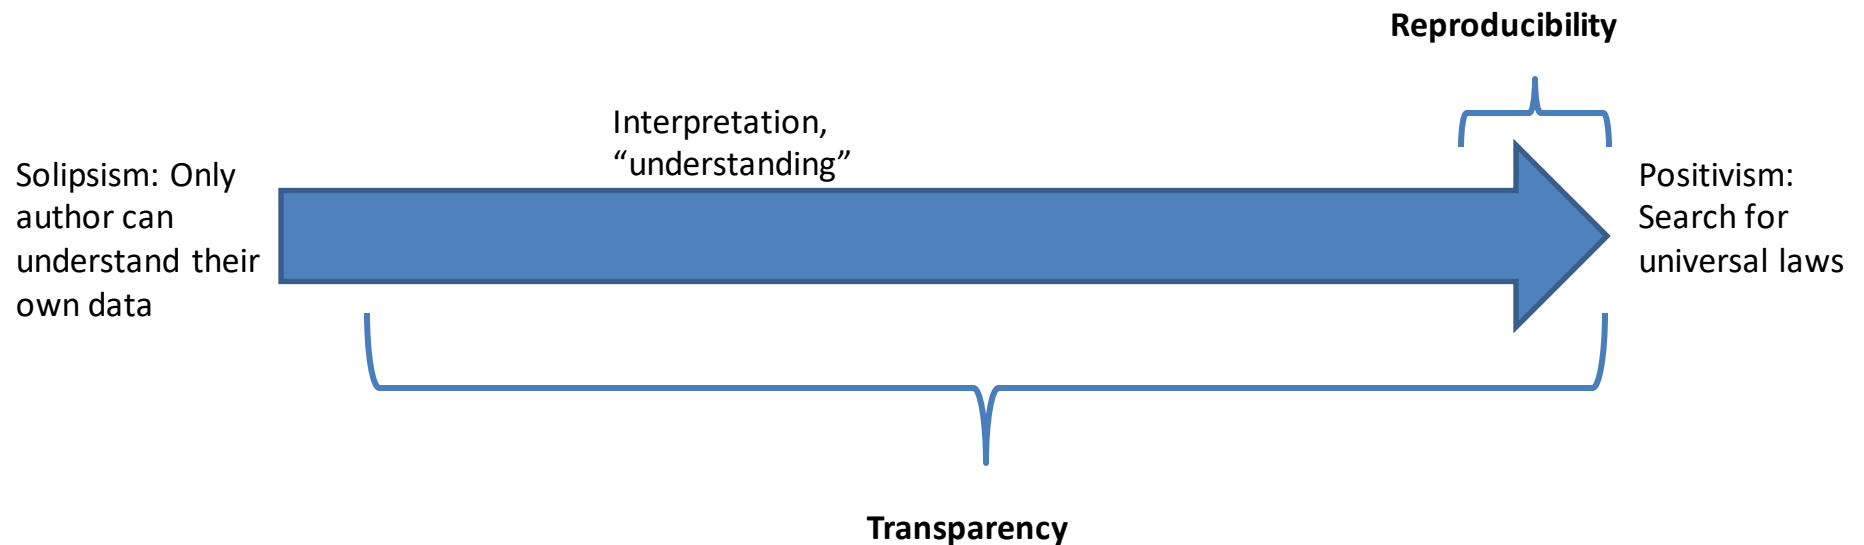 Reproducibility
Interpretation,
“understanding”
Solipsism: Only
author can
understand their
own data
Positivism:
Search for
universal laws
Transparency